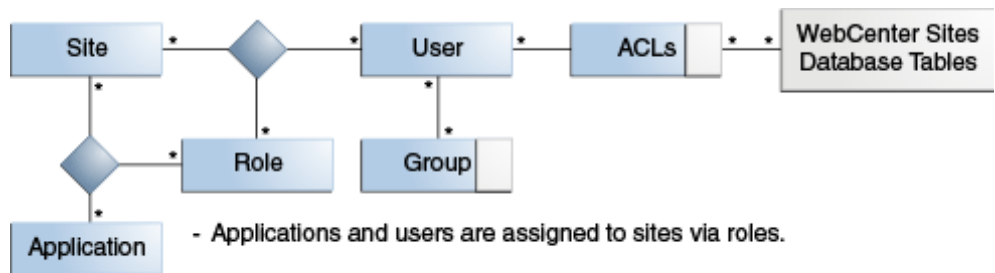 Site
*
*
User
*
ACLs
*
*
WebCenter Sites
Database Tables
*
*
*
*
*
Role
Group
*
Application
- Applications and users are assigned to sites via roles.